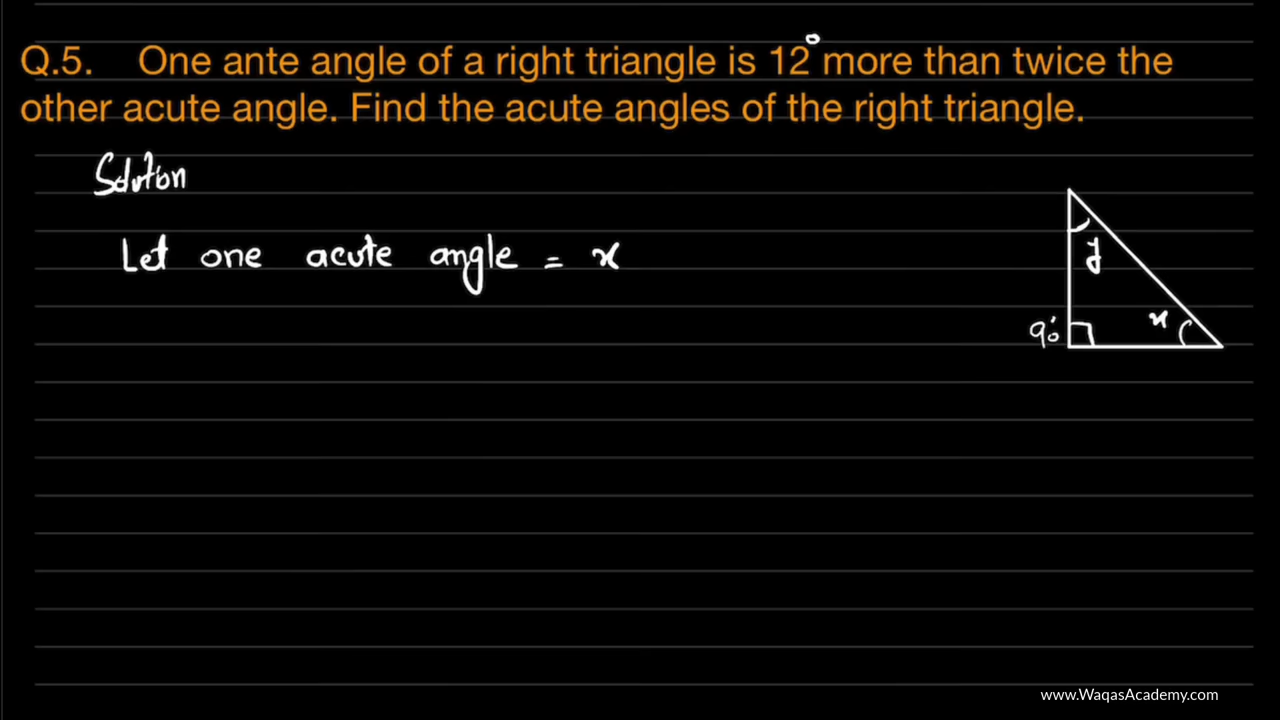 Q.5. One ante angle of a right triangle is 12° more than twice the
other acute angle. Find the acute angles of the right triangle.
Solution
Let one acute angle = x
y
x
90°
www.WaqasAcademy.com